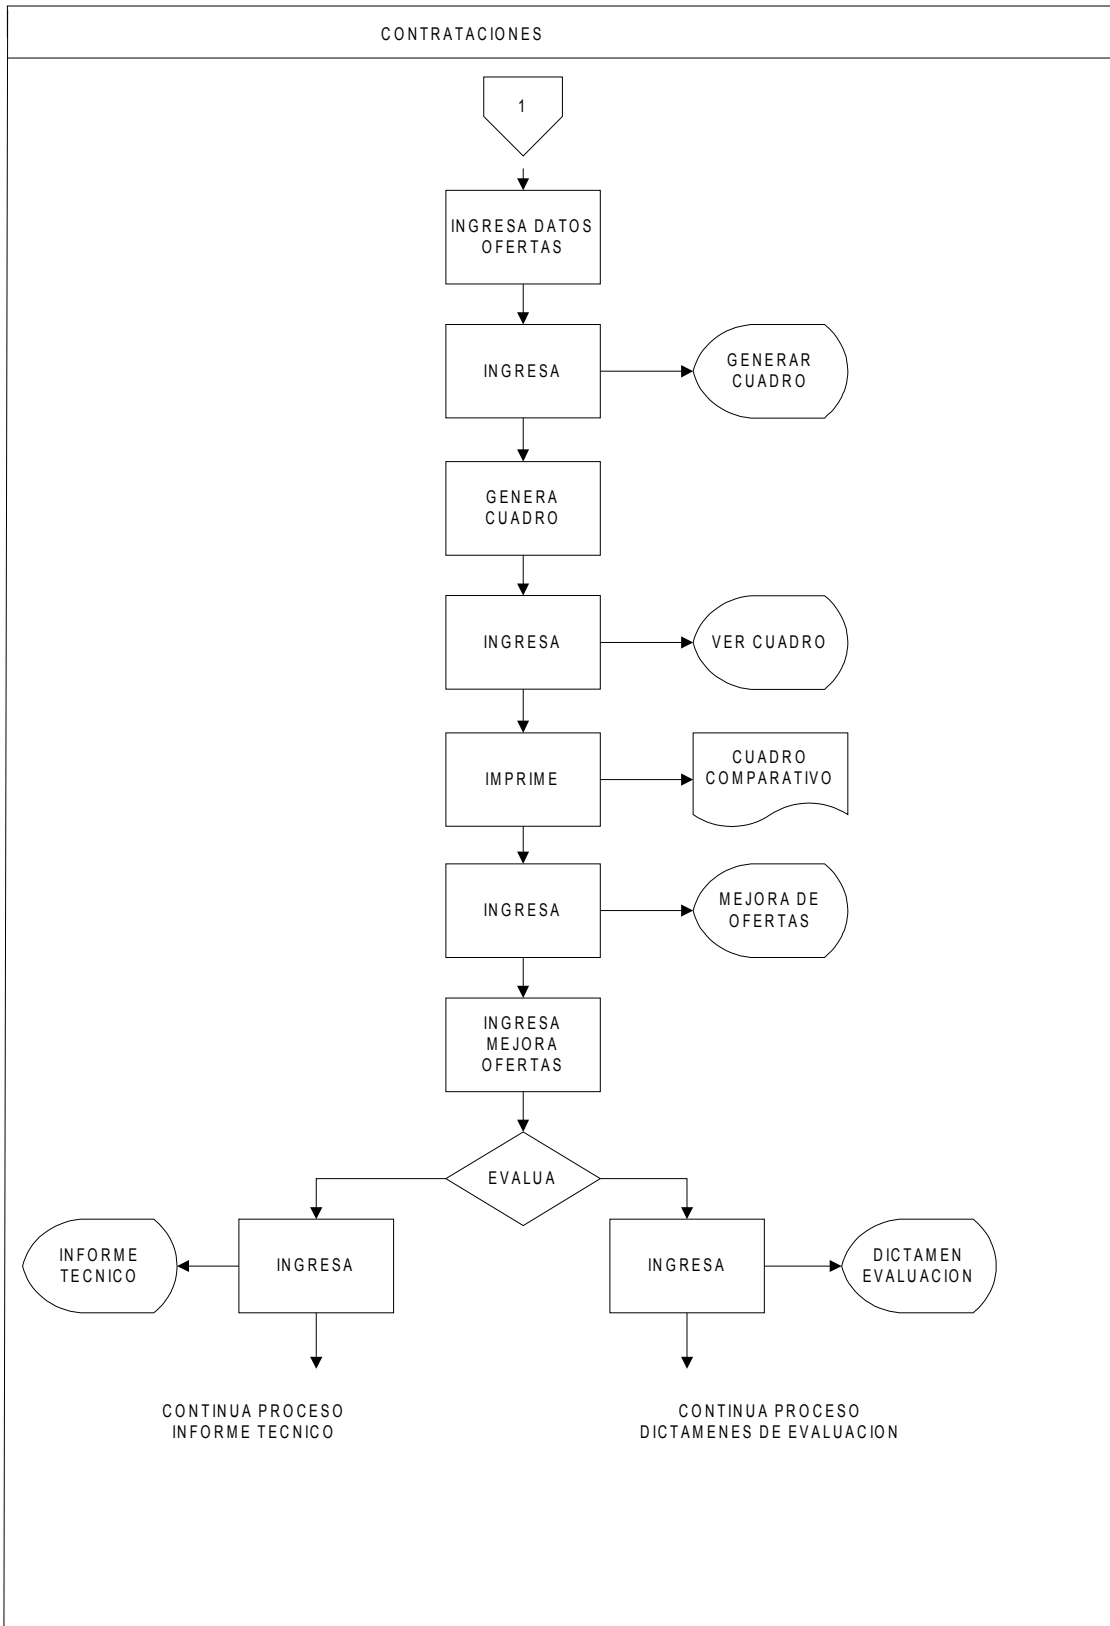 CONTRATACIONES
1
INGRESA DATOS
OFERTAS
INGRESA
GENERAR
CUADRO
GENERA
CUADRO
INGRESA
VER CUADRO
IMPRIME
CUADRO
COMPARATIVO
INGRESA
MEJORA DE
OFERTAS
INGRESA
MEJORA
OFERTAS
EVALUA
INFORME
TECNICO
INGRESA
INGRESA
DICTAMEN
EVALUACION
CONTINUA PROCESO
INFORME TECNICO
CONTINUA PROCESO
DICTAMENES DE EVALUACION